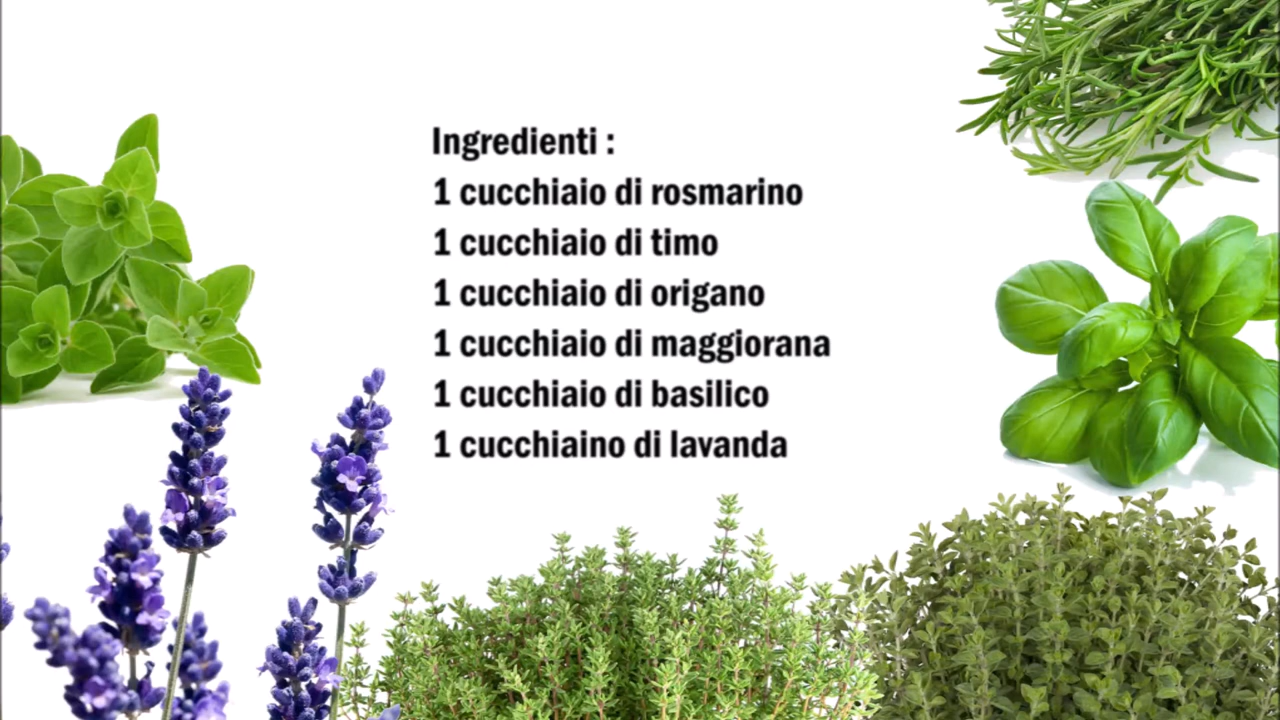 Ingredienti :
1 cucchiaio di rosmarino
1 cucchiaio di timo
1 cucchiaio di origano
1 cucchiaio di maggiorana
1 cucchiaio di basilico
1 cucchiaino di lavanda